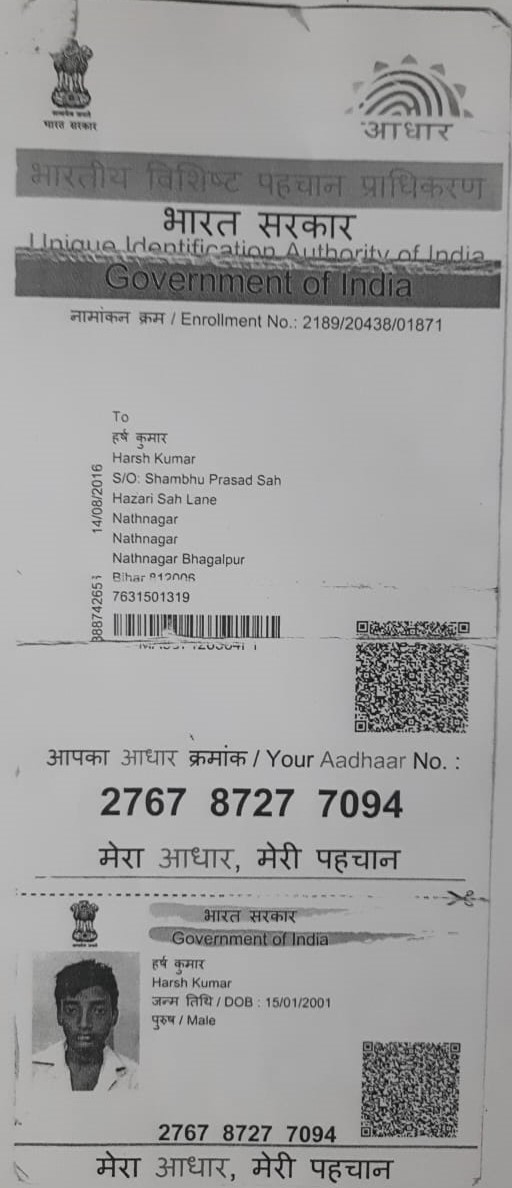 भारत सरकार
आधार
भारतीय विशिष्ट पहचान प्राधिकरण
भारत सरकार
Unique Identification Authority of India
Government of India
नामांकन क्रम / Enrollment No.: 2189/20438/01871
To
हर्ष कुमार
Harsh Kumar
S/O: Shambhu Prasad Sah
Hazari Sah Lane
Nathnagar
Nathnagar
Nathnagar Bhagalpur
Bihar 812006
7631501319
14/08/2016
आपका आधार क्रमांक / Your Aadhaar No. :
2767 8727 7094
मेरा आधार, मेरी पहचान
भारत सरकार
Government of India
हर्ष कुमार
Harsh Kumar
जन्म तिथि / DOB : 15/01/2001
पुरुष / Male
2767 8727 7094
मेरा आधार, मेरी पहचान